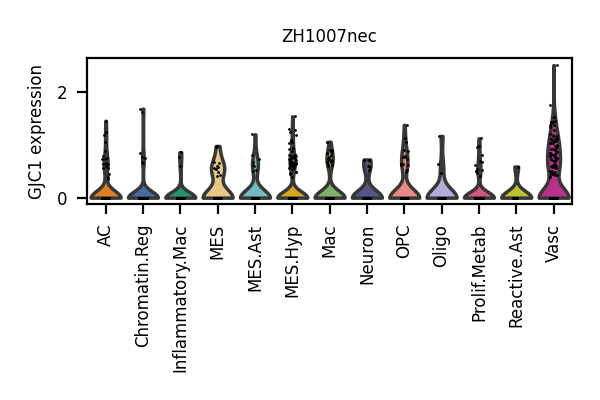 ZH1007nec
GJC1 expression
2
0
AC
Chromatin.Reg
Inflammatory.Mac
MES
MES.Ast
MES.Hyp
Mac
Neuron
OPC
Oligo
Prolif.Metab
Reactive.Ast
Vasc